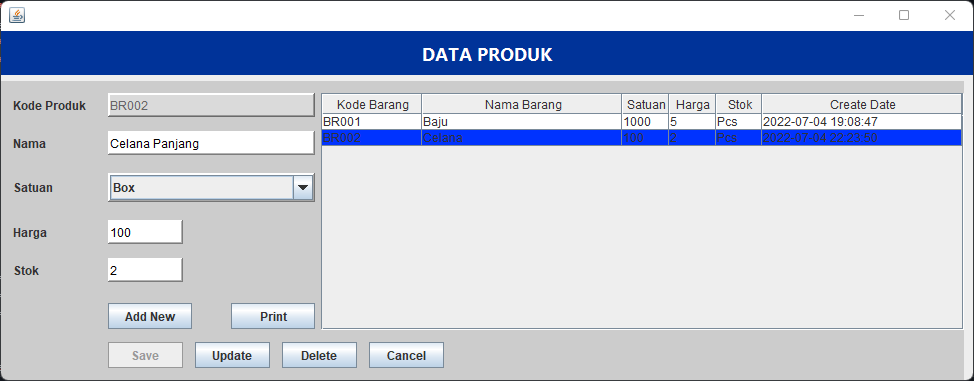 DATA PRODUK
Kode Produk BR002
Nama Celana Panjang
Satuan Box
Harga 100
Stok 2
Add New Print
Save Update Delete Cancel
Kode Barang Nama Barang Satuan Harga Stok Create Date
BR001 Baju 1000 5 Pcs 2022-07-04 19:08:47
BR002 Celana 100 2 Pcs 2022-07-04 22:23:50